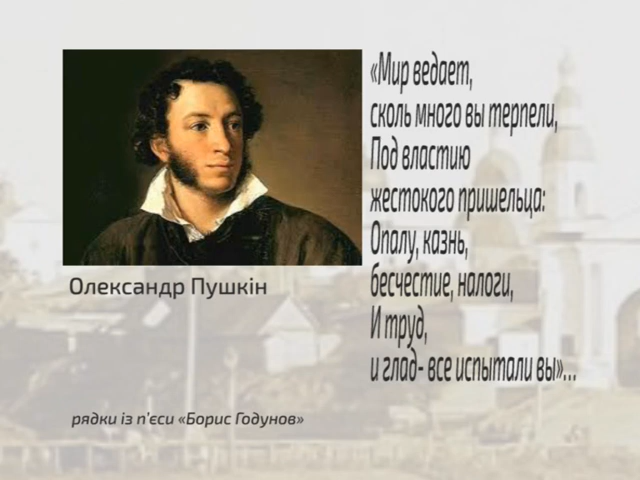 «Мир ведает,
сколь много вы терпели,
Под властию
жестокого пришельца:
Опалу, казнь,
бесчестие, налоги,
И труд,
и глад- все испытали вы»...
Олександр Пушкін
рядки із п'єси «Борис Годунов»